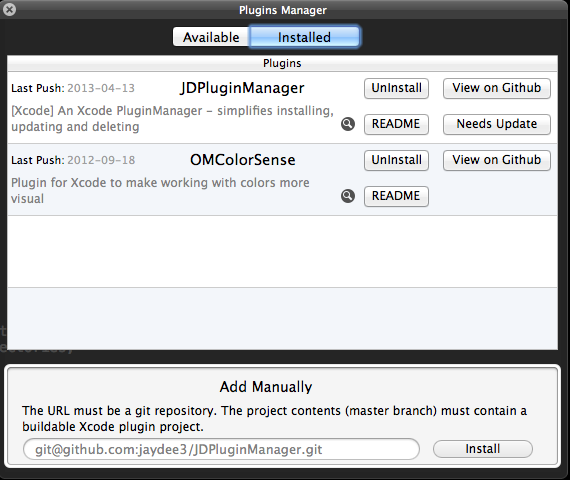 Plugins Manager
Available Installed
Plugins
Last Push: 2013-04-13 JDPluginManager UnInstall View on Github
[Xcode] An Xcode PluginManager – simplifies installing,
updating and deleting README Needs Update
Last Push: 2012-09-18 OMColorSense UnInstall View on Github
Plugin for Xcode to make working with colors more
visual README
Add Manually
The URL must be a git repository. The project contents (master branch) must contain a
buildable Xcode plugin project.
git@github.com:jaydee3/JDPluginManager.git Install